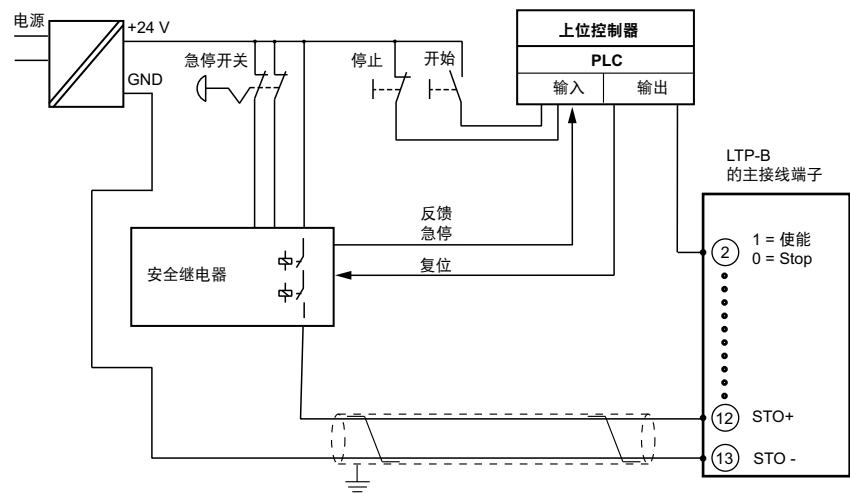 电源
+24 V
GND
急停开关
停止
开始
上位控制器
PLC
输入
输出
LTP-B
的主接线端子
反馈
急停
复位
安全继电器
2
1 = 使能
0 = Stop
12
STO+
13
STO -